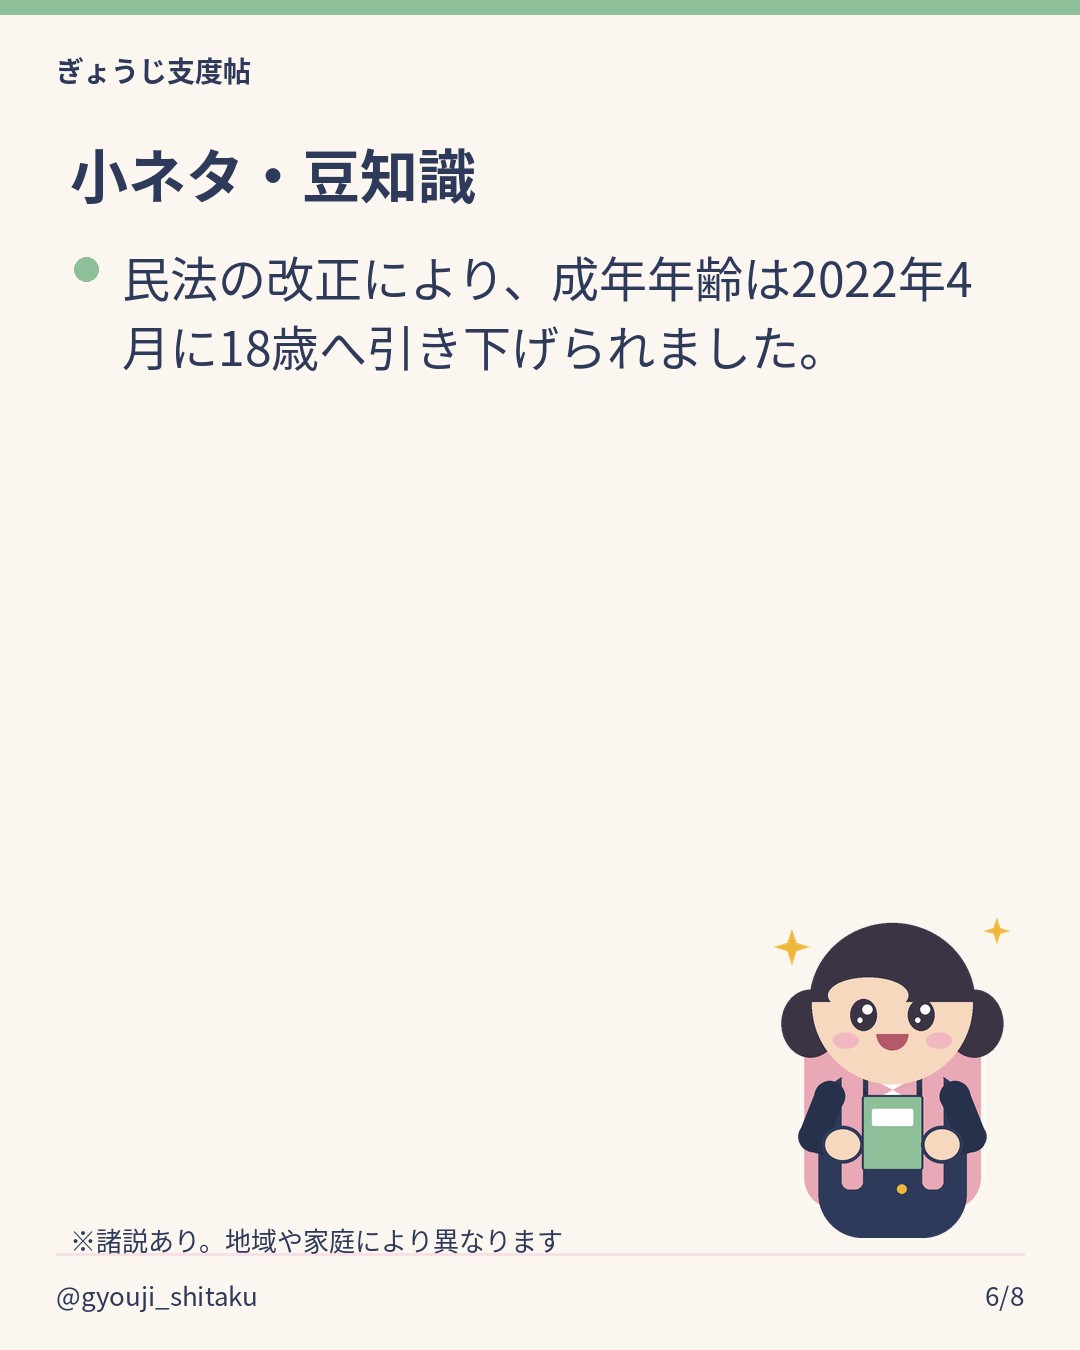 ぎょうじ支度帖
小ネタ・豆知識
民法の改正により、成年年齢は2022年4
月に18歳へ引き下げられました。
※諸説あり。地域や家庭により異なります
@gyouji_shitaku
6/8